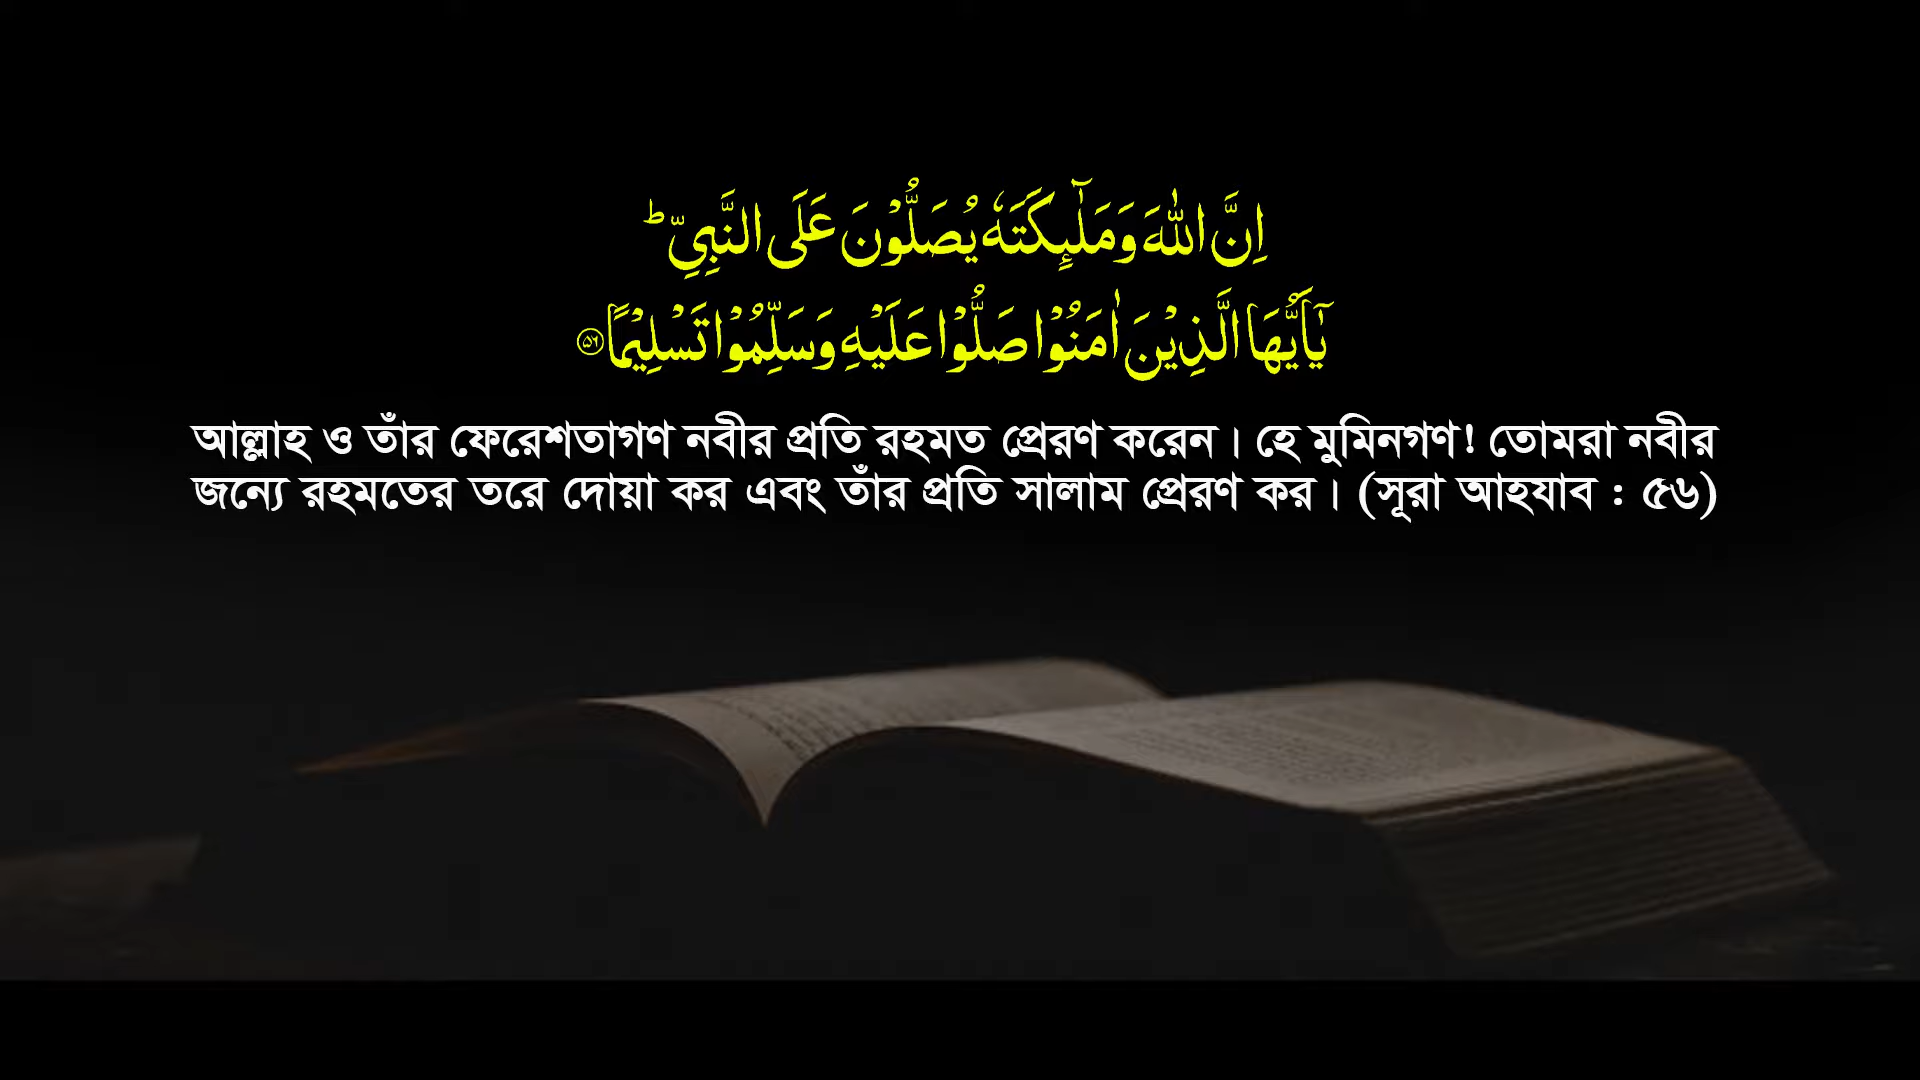 اِنَّ اللّٰهَ وَمَلٰٓئِكَتَهٗ يُصَلُّوْنَ عَلَى النَّبِيِّ ؕ
يٰٓاَيُّهَا الَّذِيْنَ اٰمَنُوْا صَلُّوْا عَلَيْهِ وَسَلِّمُوْا تَسْلِيْمًا ۝۵۶
আল্লাহ ও তাঁর ফেরেশতাগণ নবীর প্রতি রহমত প্রেরণ করেন। হে মুমিনগণ! তোমরা নবীর
জন্যে রহমতের তরে দোয়া কর এবং তাঁর প্রতি সালাম প্রেরণ কর। (সূরা আহযাব : ৫৬)